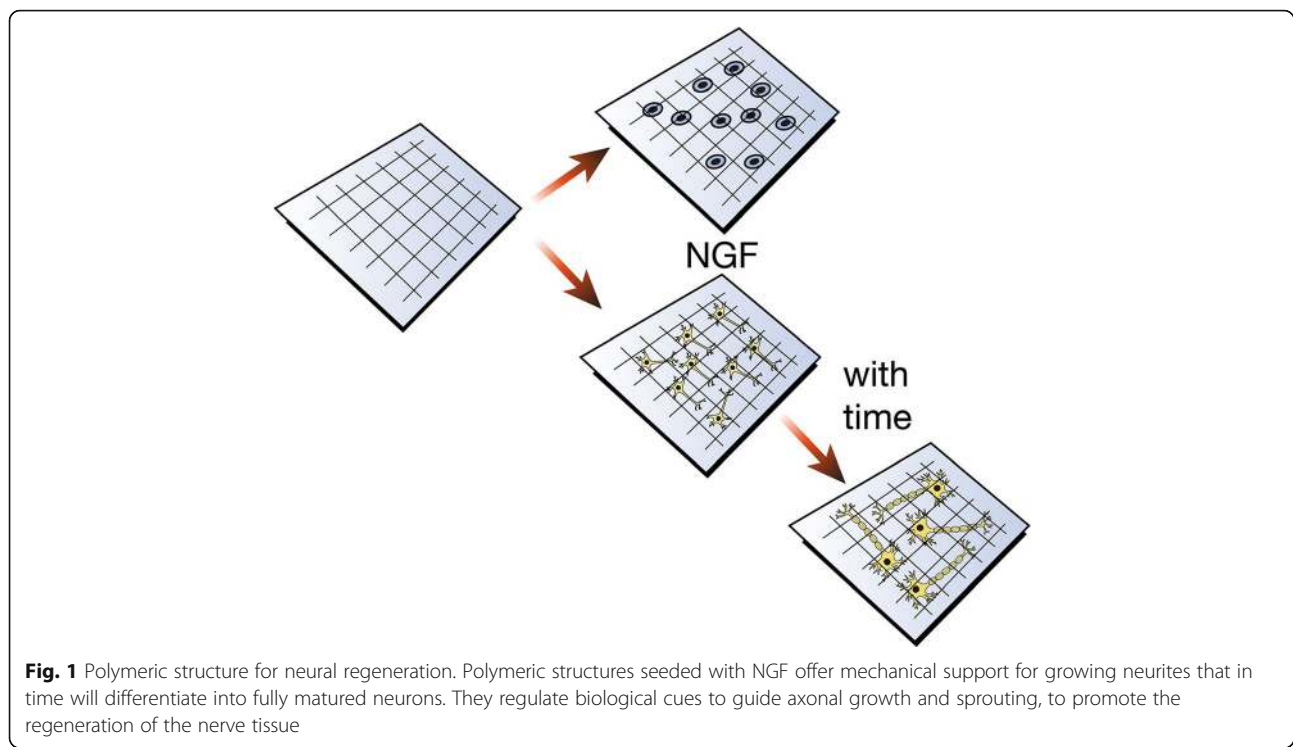 NGF
with
time
Fig. 1 Polymeric structure for neural regeneration. Polymeric structures seeded with NGF offer mechanical support for growing neurites that in
time will differentiate into fully matured neurons. They regulate biological cues to guide axonal growth and sprouting, to promote the
regeneration of the nerve tissue